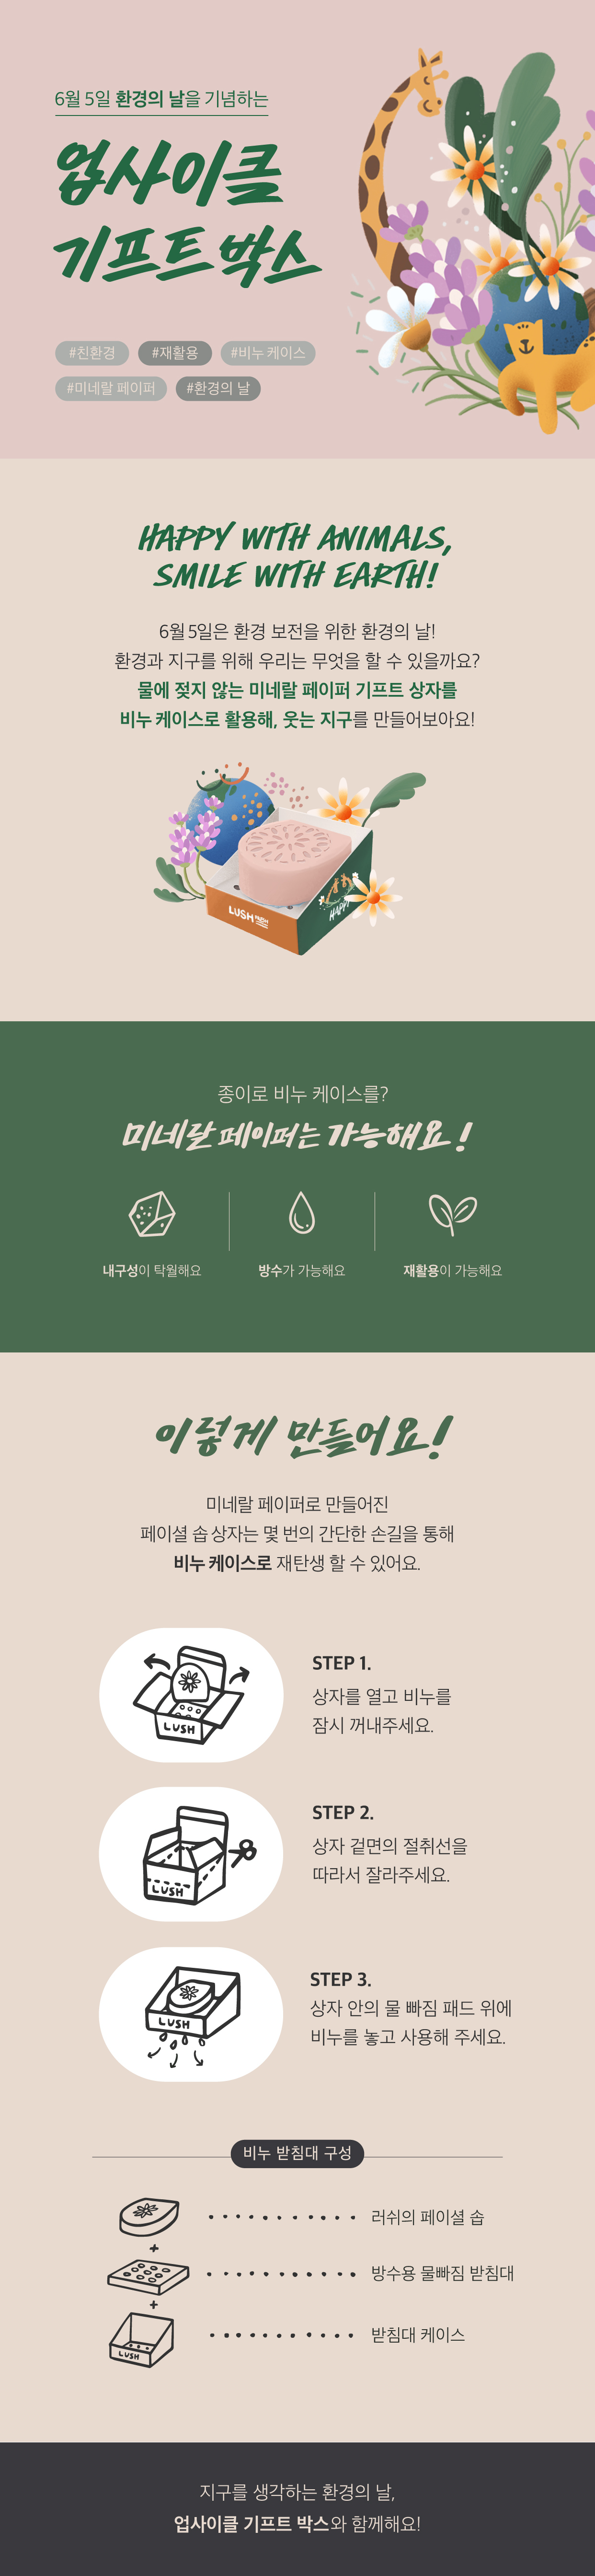 6월 5일 환경의 날을 기념하는
업사이클
기프트 박스
#친환경 #재활용 #비누 케이스
#미네랄 페이퍼 #환경의 날
HAPPY WITH ANIMALS,
SMILE WITH EARTH!
6월 5일은 환경 보전을 위한 환경의 날!
환경과 지구를 위해 우리는 무엇을 할 수 있을까요?
물에 젖지 않는 미네랄 페이퍼 기프트 상자를
비누 케이스로 활용해, 웃는 지구를 만들어보아요!
LUSH
HAPPY
종이로 비누 케이스를?
미네랄 페이퍼는 가능해요!
내구성이 탁월해요
방수가 가능해요
재활용이 가능해요
이렇게 만들어요!
미네랄 페이퍼로 만들어진
페이셜 솝 상자는 몇 번의 간단한 손길을 통해
비누 케이스로 재탄생 할 수 있어요.
LUSH
STEP 1.
상자를 열고 비누를
잠시 꺼내주세요.
LUSH
STEP 2.
상자 겉면의 절취선을
따라서 잘라주세요.
LUSH
STEP 3.
상자 안의 물 빠짐 패드 위에
비누를 놓고 사용해 주세요.
비누 받침대 구성
러쉬의 페이셜 솝
+
방수용 물빠짐 받침대
+
받침대 케이스
LUSH
지구를 생각하는 환경의 날,
업사이클 기프트 박스와 함께해요!